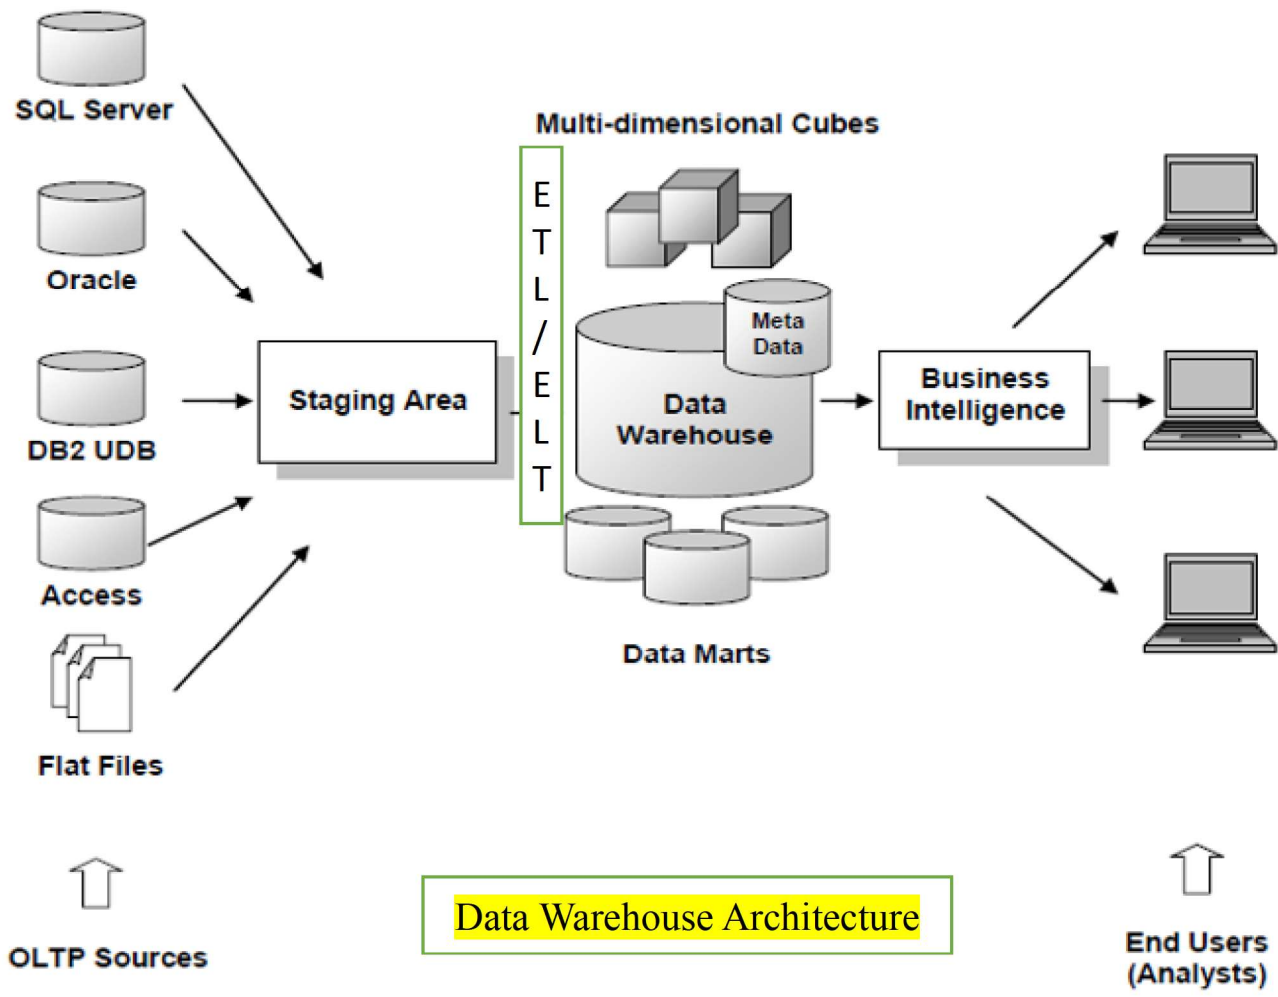 SQL Server
Oracle
DB2 UDB
Access
Flat Files
OLTP Sources
Staging Area
E
T
L
/
E
L
T
Multi-dimensional Cubes
Meta
Data
Data
Warehouse
Data Marts
Business
Intelligence
Data Warehouse Architecture
End Users
(Analysts)